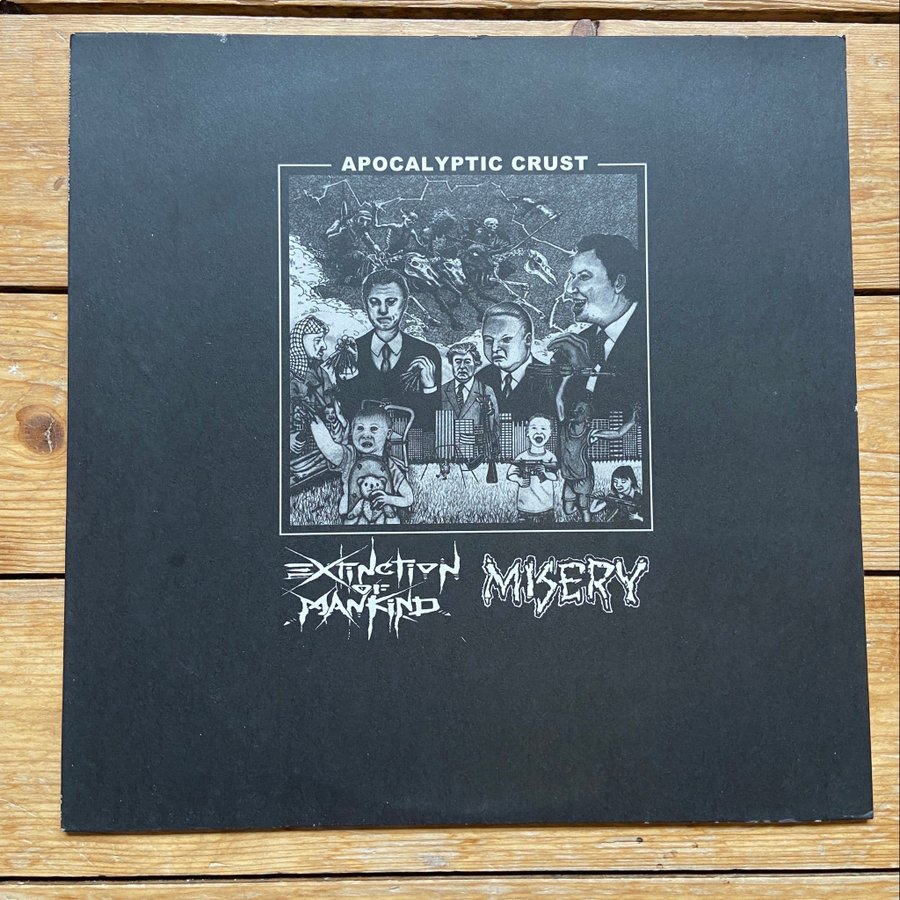 APOCALYPTIC CRUST
EXTINCTION
OF
MANKIND
MISERY